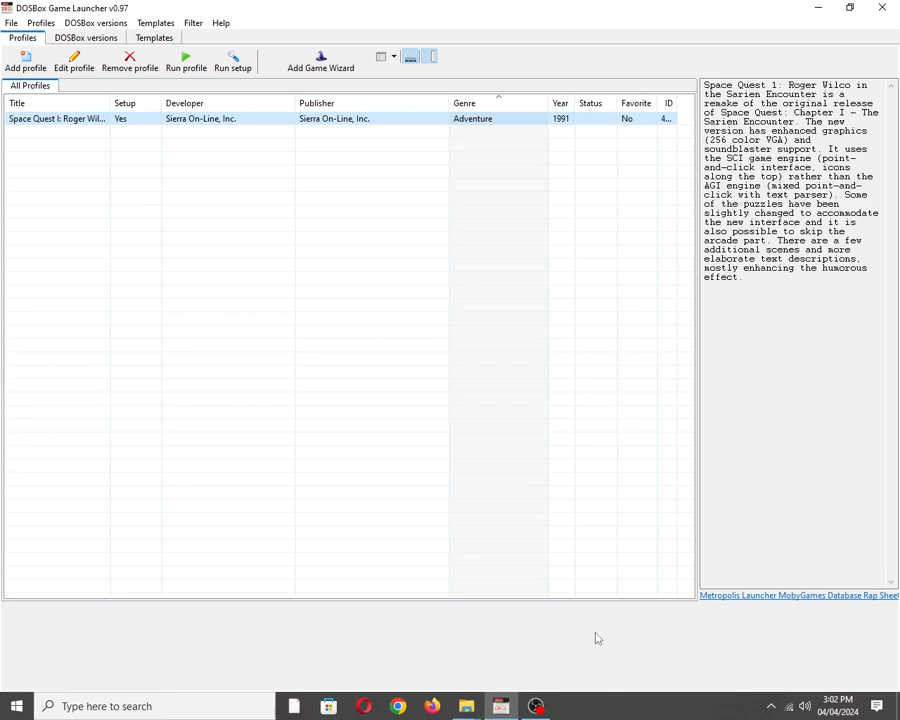 DOSBox Game Launcher v0.97
File Profiles DOSBox versions Templates Filter Help
Profiles DOSBox versions Templates
Add profile Edit profile Remove profile Run profile Run setup Add Game Wizard
All Profiles
Title Setup Developer Publisher Genre Year Status Favorite ID
Space Quest I: Roger Wil... Yes Sierra On-Line, Inc. Sierra On-Line, Inc. Adventure 1991 No 4...
Space Quest 1: Roger Wilco in
the Sarien Encounter is a
remake of the original release
of Space Quest: Chapter I – The
Sarien Encounter. The new
version has enhanced graphics
(256 color VGA) and
soundblaster support. It uses
the SCI game engine (point-
and-click interface, icons
along the top) rather than the
AGI engine (mixed point-and-
click with text parser). Some
of the puzzles have been
slightly changed to accommodate
the new interface and it is
also possible to skip the
arcade part. There are a few
additional scenes and more
elaborate text descriptions,
mostly enhancing the humorous
effect.
Metropolis Launcher MobyGames Database Rap Sheet
Type here to search
3:02 PM
04/04/2024